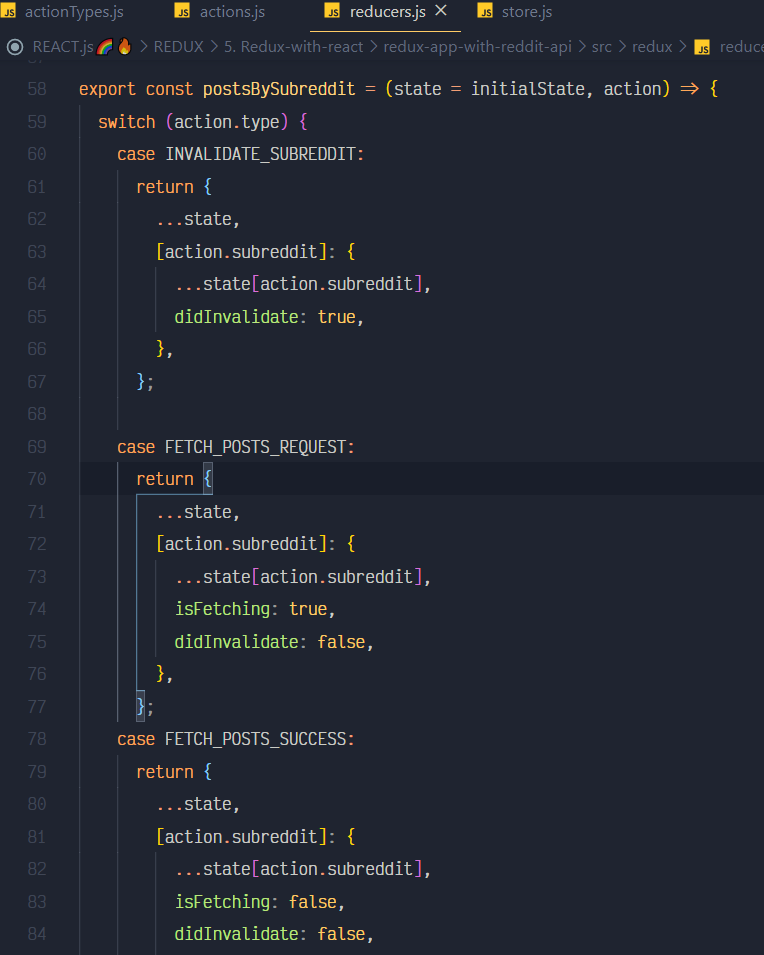 JS actionTypes.js JS actions.js JS reducers.js × JS store.js
REACT.js🌈🔥 > REDUX > 5. Redux-with-react > redux-app-with-reddit-api > src > redux > JS reduce
58 export const postsBySubreddit = (state = initialState, action) => {
59 switch (action.type) {
60 case INVALIDATE_SUBREDDIT:
61 return {
62 ...state,
63 [action.subreddit]: {
64 ...state[action.subreddit],
65 didInvalidate: true,
66 },
67 };
68
69 case FETCH_POSTS_REQUEST:
70 return {
71 ...state,
72 [action.subreddit]: {
73 ...state[action.subreddit],
74 isFetching: true,
75 didInvalidate: false,
76 },
77 };
78 case FETCH_POSTS_SUCCESS:
79 return {
80 ...state,
81 [action.subreddit]: {
82 ...state[action.subreddit],
83 isFetching: false,
84 didInvalidate: false,